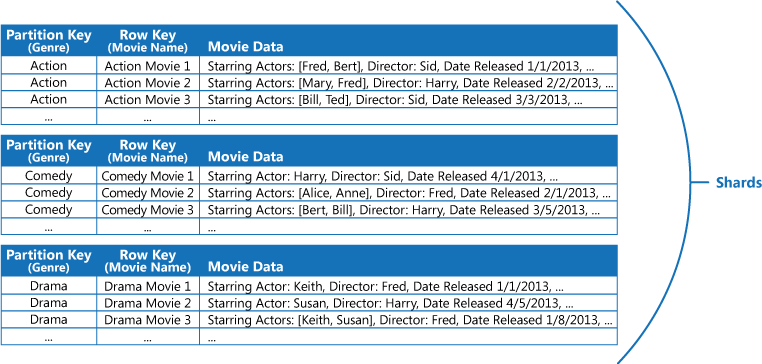 Partition Key Row Key Movie Data
(Genre) (Movie Name)
Action Action Movie 1 Starring Actors: [Fred, Bert], Director: Sid, Date Released 1/1/2013, ...
Action Action Movie 2 Starring Actors: [Mary, Fred], Director: Harry, Date Released 2/2/2013, ...
Action Action Movie 3 Starring Actors: [Bill, Ted], Director: Sid, Date Released 3/3/2013, ...
... ... ...
Partition Key Row Key Movie Data
(Genre) (Movie Name)
Comedy Comedy Movie 1 Starring Actor: Harry, Director: Sid, Date Released 4/1/2013, ...
Comedy Comedy Movie 2 Starring Actors: [Alice, Anne], Director: Fred, Date Released 2/1/2013, ...
Comedy Comedy Movie 3 Starring Actors: [Bert, Bill], Director: Harry, Date Released 3/5/2013, ...
... ... ...
Partition Key Row Key Movie Data
(Genre) (Movie Name)
Drama Drama Movie 1 Starring Actor: Keith, Director: Fred, Date Released 1/1/2013, ...
Drama Drama Movie 2 Starring Actor: Susan, Director: Harry, Date Released 4/5/2013, ...
Drama Drama Movie 3 Starring Actors: [Keith, Susan], Director: Fred, Date Released 1/8/2013, ...
... ... ...
Shards